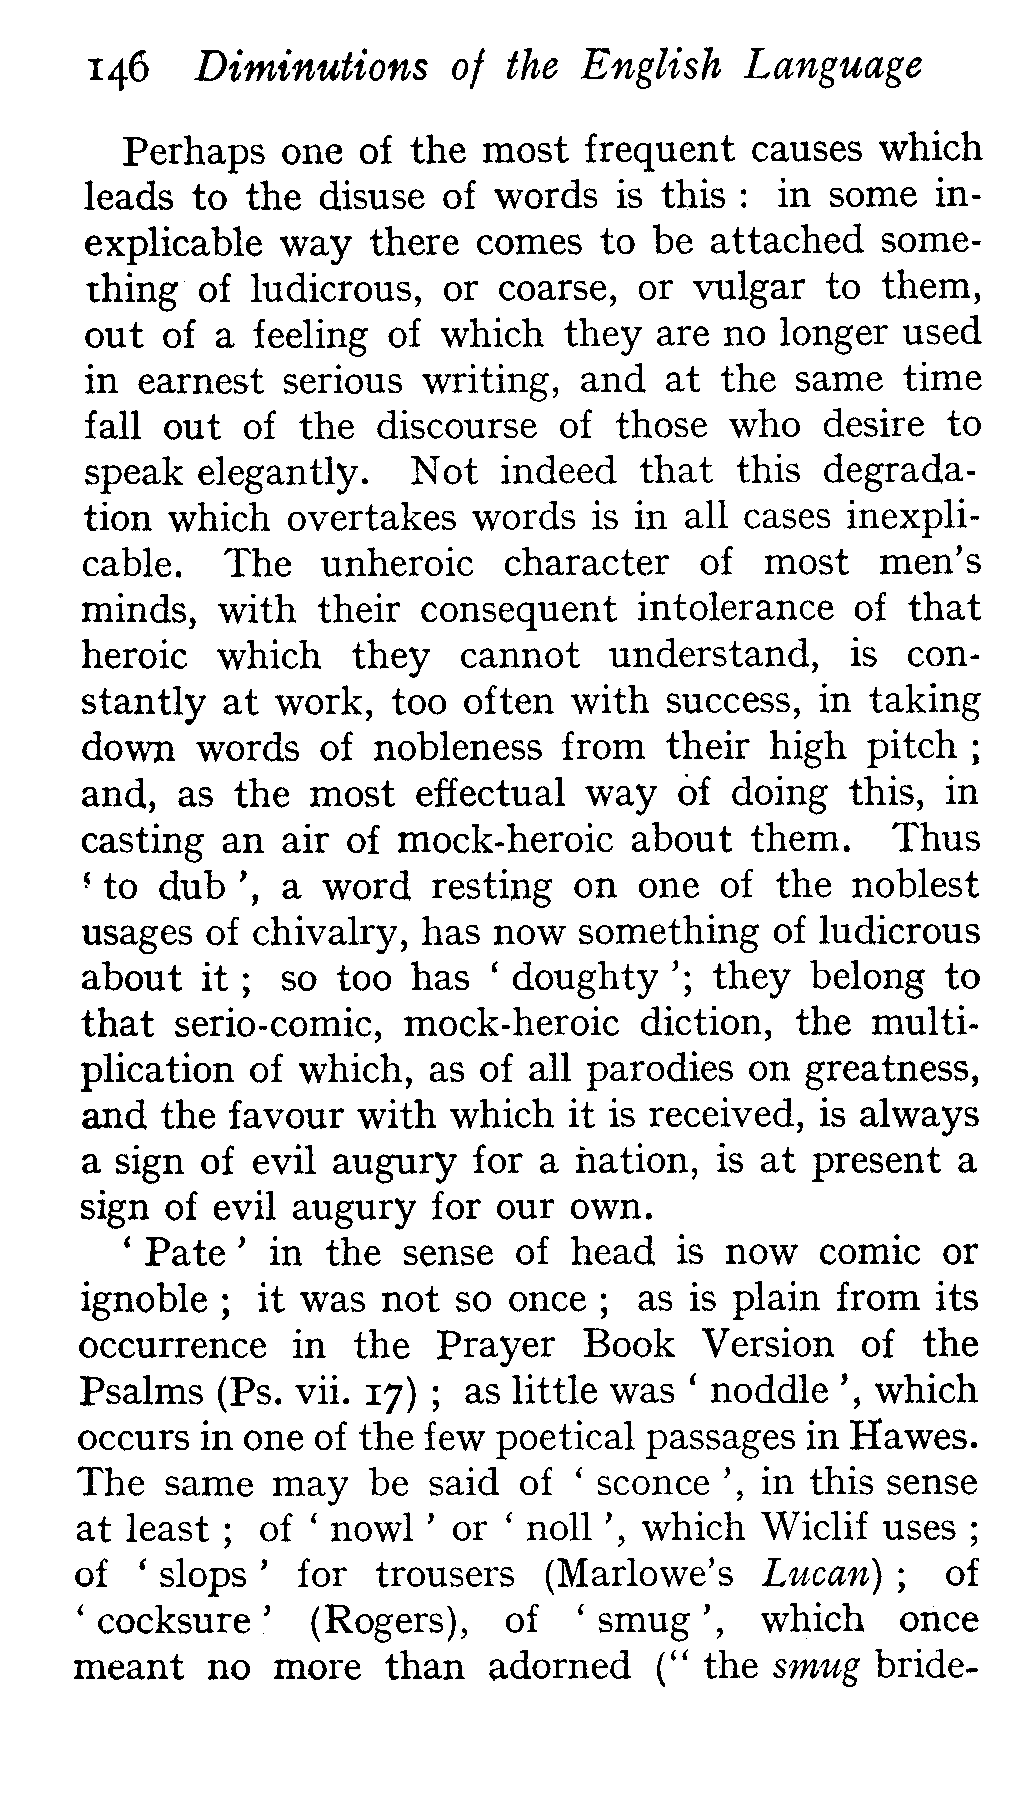 146 Diminutions of the English Language
Perhaps one of the most frequent causes which
leads to the disuse of words is this : in some in-
explicable way there comes to be attached some-
thing of ludicrous, or coarse, or vulgar to them,
out of a feeling of which they are no longer used
in earnest serious writing, and at the same time
fall out of the discourse of those who desire to
speak elegantly. Not indeed that this degrada-
tion which overtakes words is in all cases inexpli-
cable. The unheroic character of most men's
minds, with their consequent intolerance of that
heroic which they cannot understand, is con-
stantly at work, too often with success, in taking
down words of nobleness from their high pitch ;
and, as the most effectual way of doing this, in
casting an air of mock-heroic about them. Thus
‘ to dub ’, a word resting on one of the noblest
usages of chivalry, has now something of ludicrous
about it ; so too has ‘ doughty ’; they belong to
that serio-comic, mock-heroic diction, the multi-
plication of which, as of all parodies on greatness,
and the favour with which it is received, is always
a sign of evil augury for a nation, is at present a
sign of evil augury for our own.
‘ Pate ’ in the sense of head is now comic or
ignoble ; it was not so once ; as is plain from its
occurrence in the Prayer Book Version of the
Psalms (Ps. vii. 17) ; as little was ‘ noddle ’, which
occurs in one of the few poetical passages in Hawes.
The same may be said of ‘ sconce ’, in this sense
at least ; of ‘ nowl ’ or ‘ noll ’, which Wiclif uses ;
of ‘ slops ’ for trousers (Marlowe's Lucan) ; of
‘ cocksure ’ (Rogers), of ‘ smug ’, which once
meant no more than adorned (“ the smug bride-